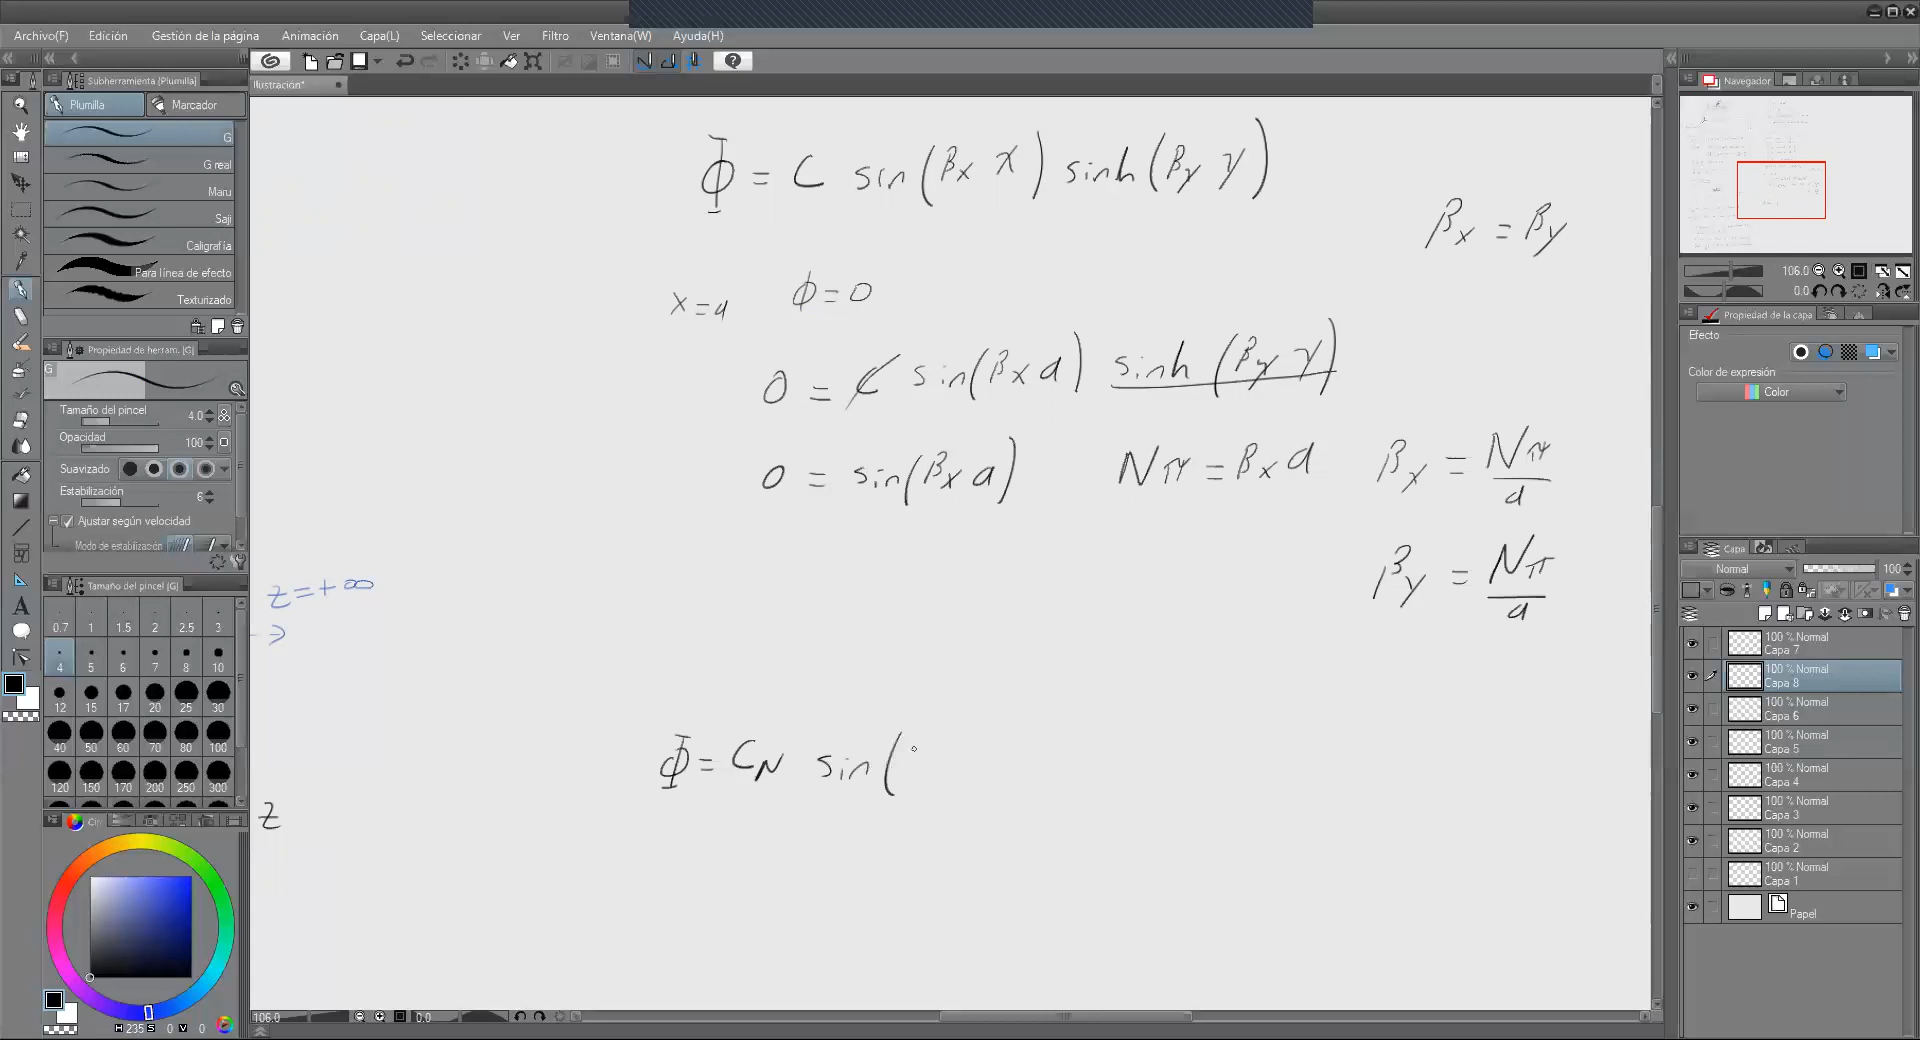 Archivo(F) Edición Gestión de la página Animación Capa(L) Seleccionar Ver Filtro Ventana(W) Ayuda(H)
Subherramienta [Plumilla]
Plumilla Marcador
G
G real
Maru
Saji
Caligrafía
Para línea de efecto
Texturizado
Propiedad de herram. [G]
G
Tamaño del pincel 4.0
Opacidad 100
Suavizado
Estabilización 6
Ajustar según velocidad
Modo de estabilización
Tamaño del pincel [G]
0.7 1 1.5 2 2.5 3
4 5 6 7 8 10
12 15 17 20 25 30
40 50 60 70 80 100
120 150 170 200 250 300
H 235 S 0 V 0
Ilustración*
Φ = C sin(βx x) sinh(βy y)
βx = βy
x=a ϕ=0
0 = C sin(βx a) sinh(βy y)
0 = sin(βx a) Nπ = βx a βx = Nπ/a
βy = Nπ/a
z=+∞
→
Φ = CN sin(
z
106.0 0.0
Navegador
106.0
0.0
Propiedad de la capa
Efecto
Color de expresión
Color
Capa
Normal 100
100 % Normal
Capa 7
100 % Normal
Capa 8
100 % Normal
Capa 6
100 % Normal
Capa 5
100 % Normal
Capa 4
100 % Normal
Capa 3
100 % Normal
Capa 2
100 % Normal
Capa 1
Papel